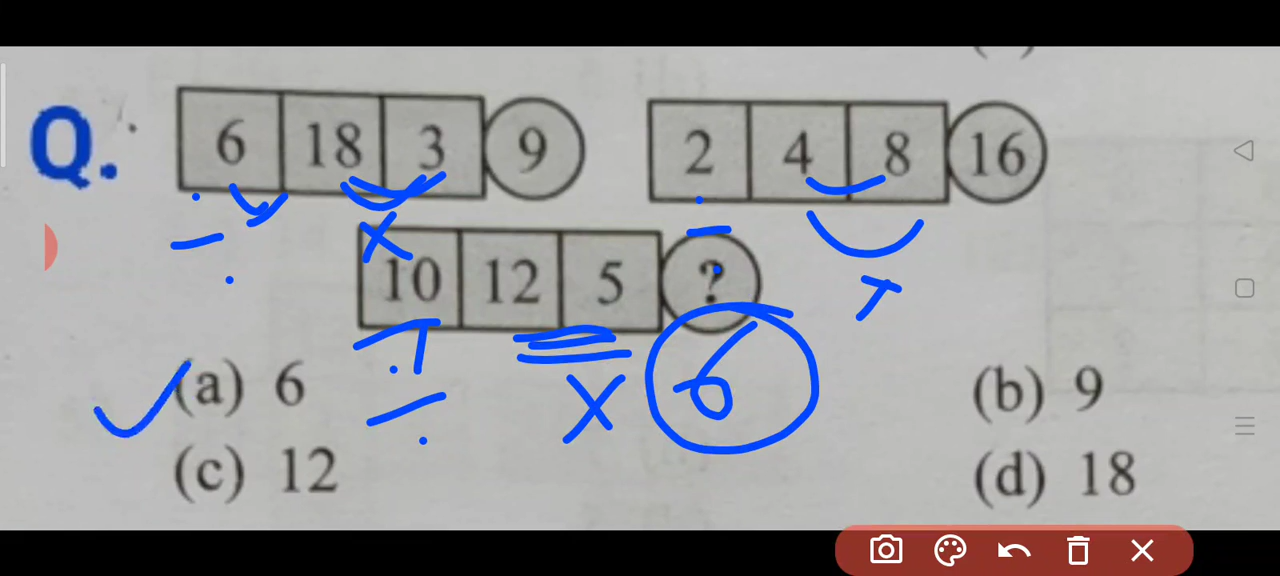 Q. 6 18 3 9 2 4 8 16
10 12 5 ?
6
(a) 6 (b) 9
(c) 12 (d) 18